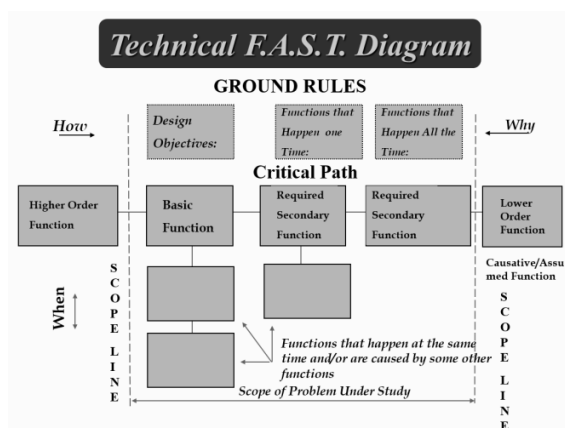 Technical F.A.S.T. Diagram
GROUND RULES
How
Design
Objectives:
Functions that
Happen one
Time:
Functions that
Happen All the
Time:
Why
Critical Path
Higher Order
Function
Basic
Function
Required
Secondary
Function
Required
Secondary
Function
Lower
Order
Function
Causative/Assu
med Function
When
S
C
O
P
E
L
I
N
E
Functions that happen at the same
time and/or are caused by some other
functions
Scope of Problem Under Study
S
C
O
P
E
L
I
N
E